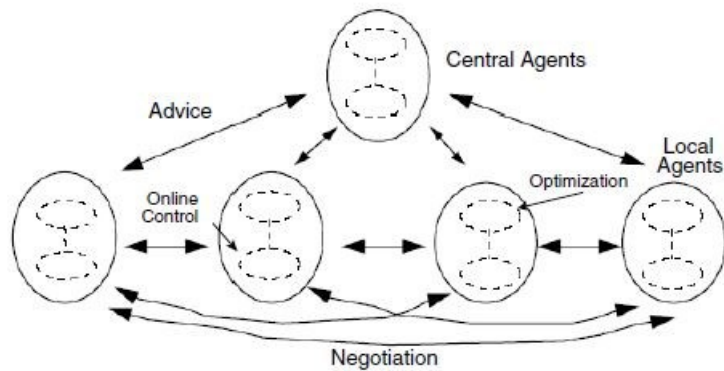 Central Agents
Advice
Local
Agents
Online
Control
Optimization
Negotiation